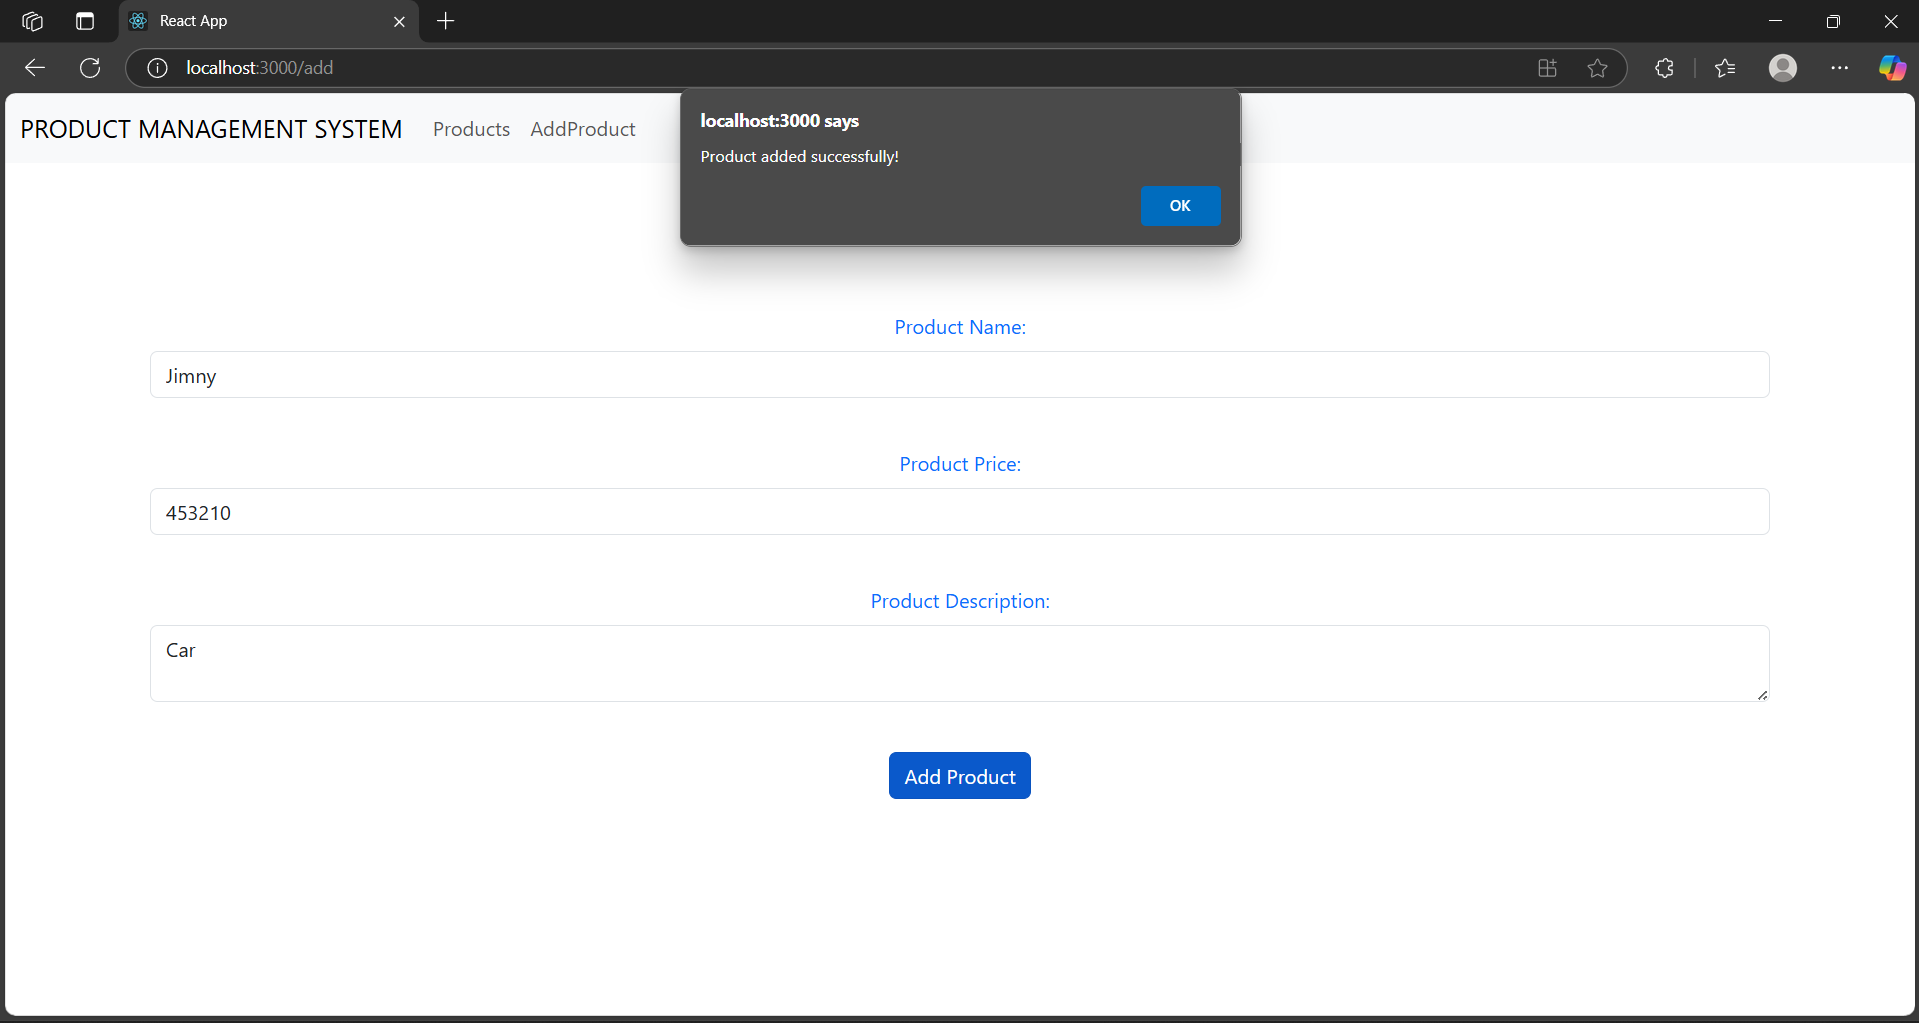 React App
localhost:3000/add
PRODUCT MANAGEMENT SYSTEM Products AddProduct
localhost:3000 says
Product added successfully!
OK
Product Name:
Jimny
Product Price:
453210
Product Description:
Car
Add Product